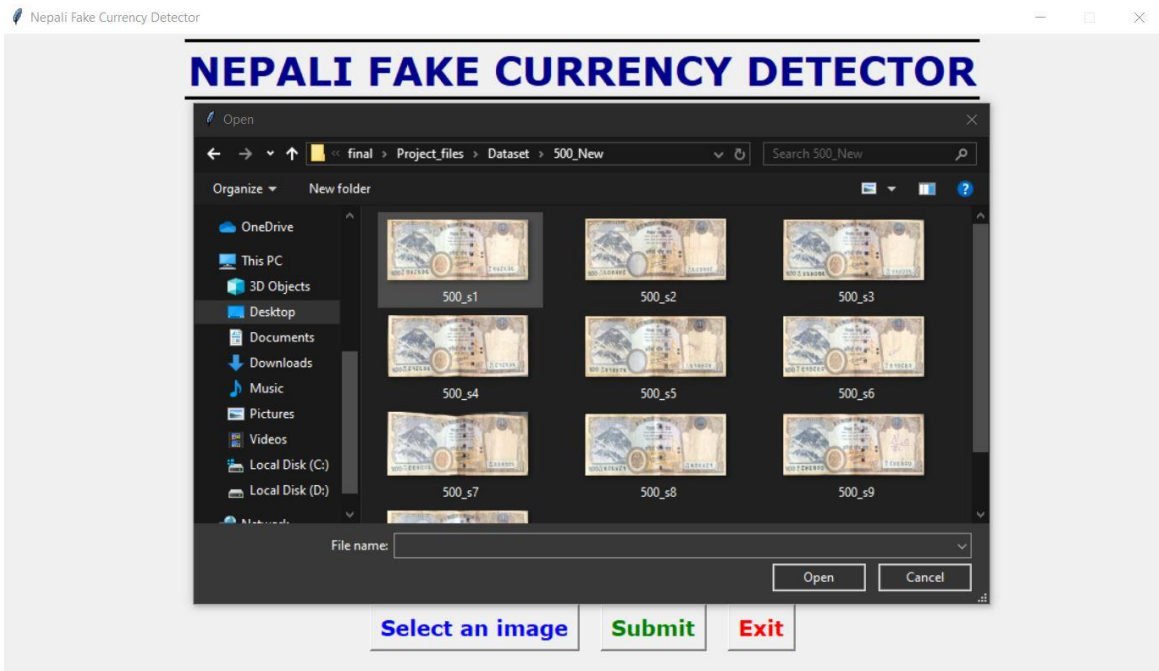 Nepali Fake Currency Detector
NEPALI FAKE CURRENCY DETECTOR
Open
« final › Project_files › Dataset › 500_New
Search 500_New
Organize
New folder
?
OneDrive
This PC
3D Objects
Desktop
Documents
Downloads
Music
Pictures
Videos
Local Disk (C:)
Local Disk (D:)
Network
500_s1
500_s2
500_s3
500_s4
500_s5
500_s6
500_s7
500_s8
500_s9
File name:
Open
Cancel
Select an image
Submit
Exit